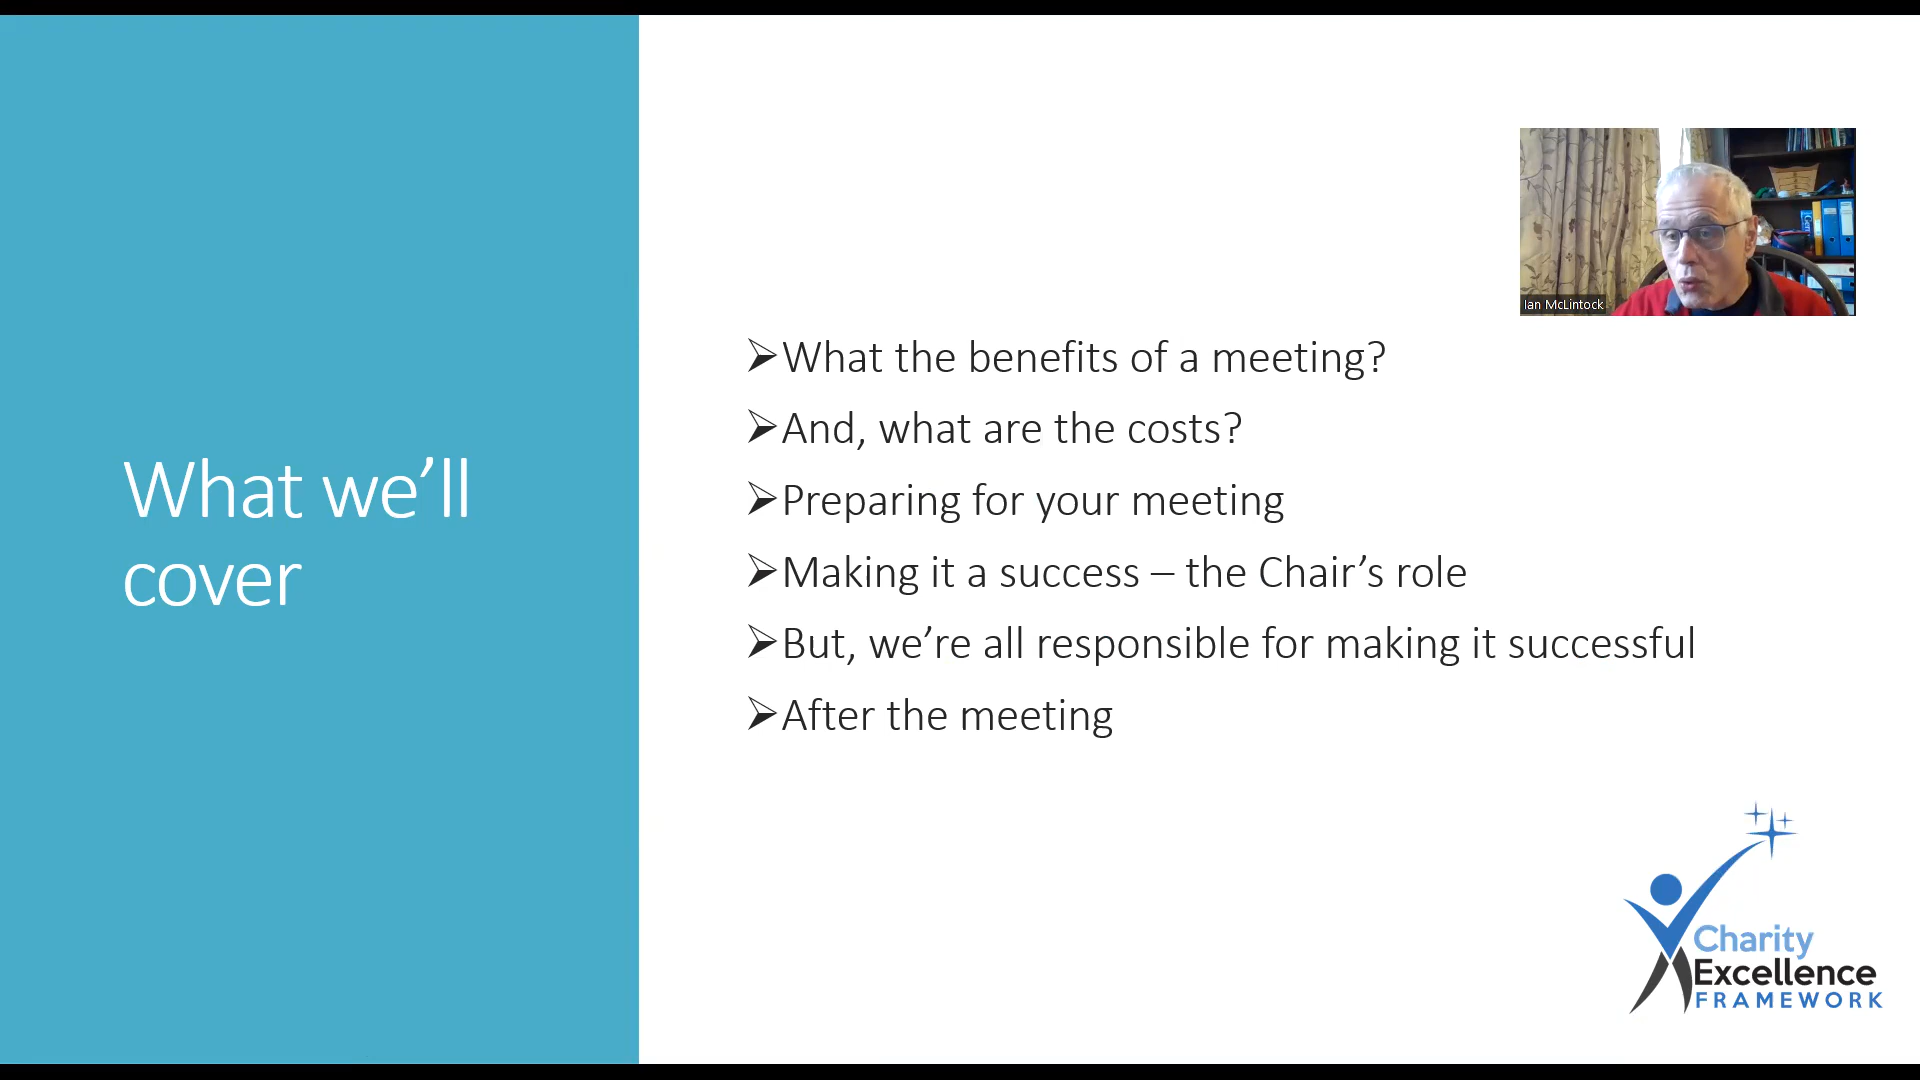 What we’ll
cover
Ian McLintock
➢What the benefits of a meeting?
➢And, what are the costs?
➢Preparing for your meeting
➢Making it a success – the Chair’s role
➢But, we’re all responsible for making it successful
➢After the meeting
Charity
Excellence
FRAMEWORK